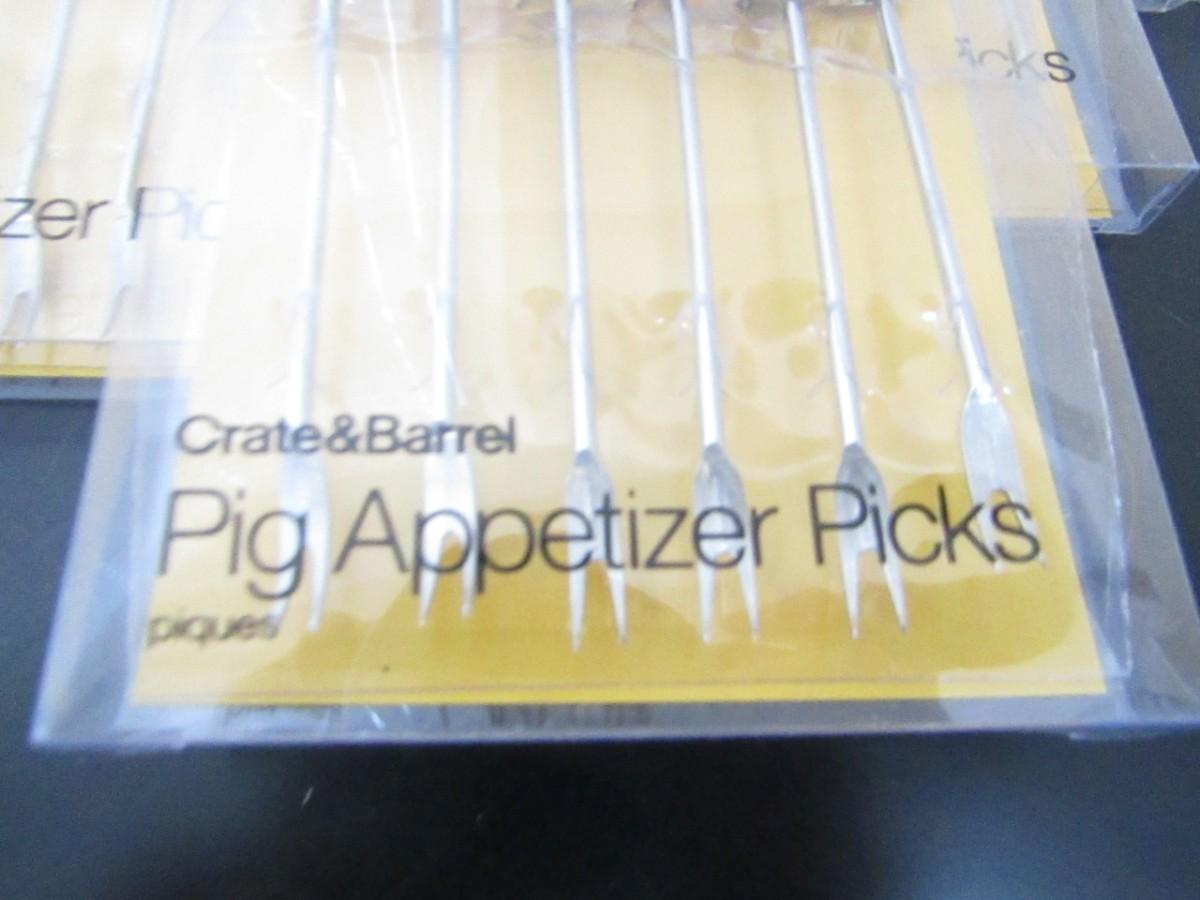 icks
zer Pic
Crate&Barrel
Pig Appetizer Picks
piques